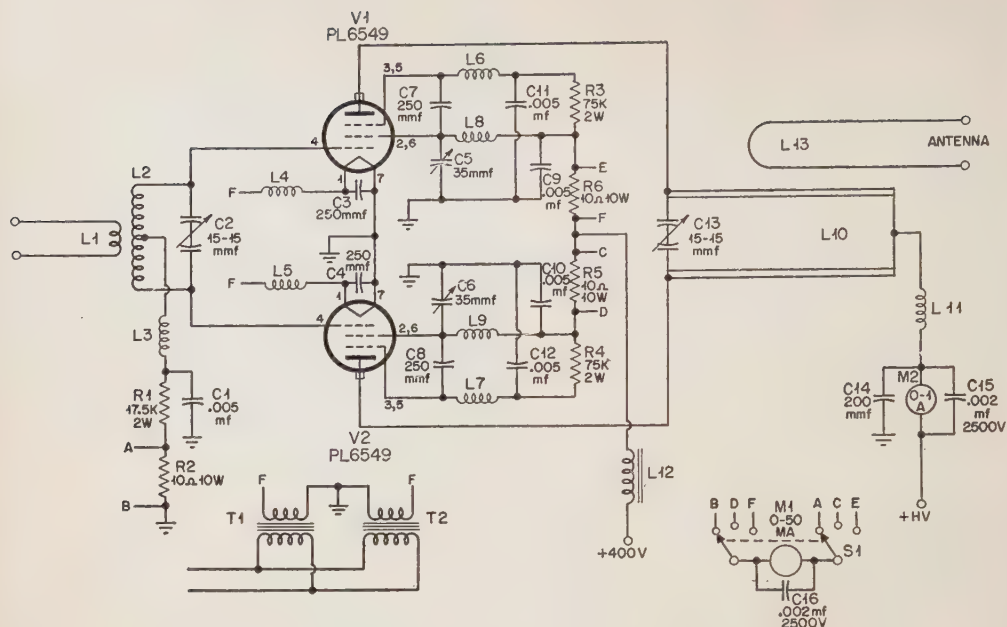 V1
PL6549
3,5
L6
C7
250
mmf
C11
.005
mf
R3
75K
2W
L8
4
2,6
C5
35mmf
C9
.005
mf
E
R6
10Ω 10W
F
L2
L4
F
1
7
C3
250mmf
L1
C2
15-15
mmf
C13
15-15
mmf
L13
ANTENNA
L10
250
mmf
C4
L5
F
1
7
C6
35mmf
C10
.005
mf
C
R5
10Ω
10W
D
L3
4
2,6
L9
C8
250
mmf
C12
.005
mf
R4
75K
2W
L7
3,5
L11
R1
17.5K
2W
C1
.005
mf
A
R2
10Ω 10W
B
V2
PL6549
C14
200
mmf
M2
0-1
A
C15
.002
mf
2500V
F
F
T1
T2
L12
+400V
+HV
B
D
F
M1
0-50
MA
A
C
E
S1
C16
.002mf
2500V